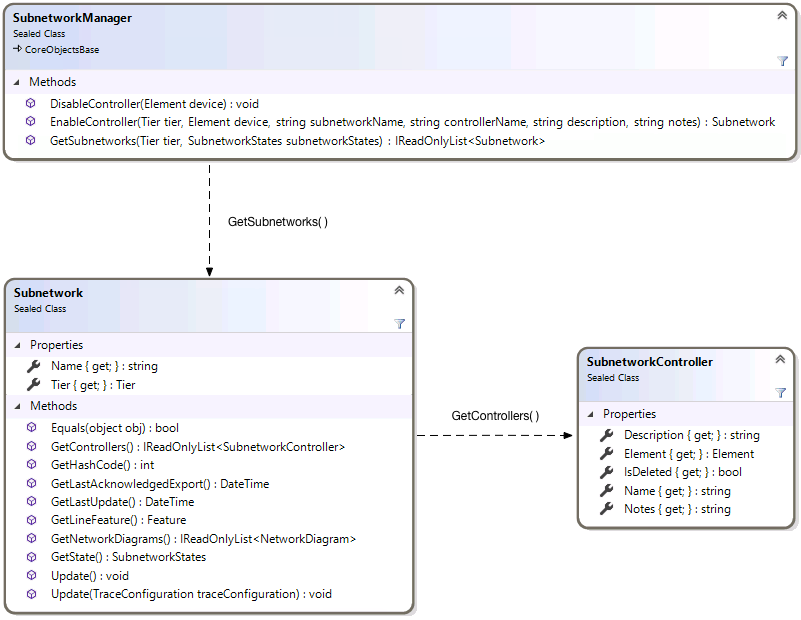 SubnetworkManager
Sealed Class
CoreObjectsBase
Methods
DisableController(Element device) : void
EnableController(Tier tier, Element device, string subnetworkName, string controllerName, string description, string notes) : Subnetwork
GetSubnetworks(Tier tier, SubnetworkStates subnetworkStates) : IReadOnlyList<Subnetwork>
GetSubnetworks( )
Subnetwork
Sealed Class
Properties
Name { get; } : string
Tier { get; } : Tier
Methods
Equals(object obj) : bool
GetControllers() : IReadOnlyList<SubnetworkController>
GetHashCode() : int
GetLastAcknowledgedExport() : DateTime
GetLastUpdate() : DateTime
GetLineFeature() : Feature
GetNetworkDiagrams() : IReadOnlyList<NetworkDiagram>
GetState() : SubnetworkStates
Update() : void
Update(TraceConfiguration traceConfiguration) : void
GetControllers( )
SubnetworkController
Sealed Class
Properties
Description { get; } : string
Element { get; } : Element
IsDeleted { get; } : bool
Name { get; } : string
Notes { get; } : string